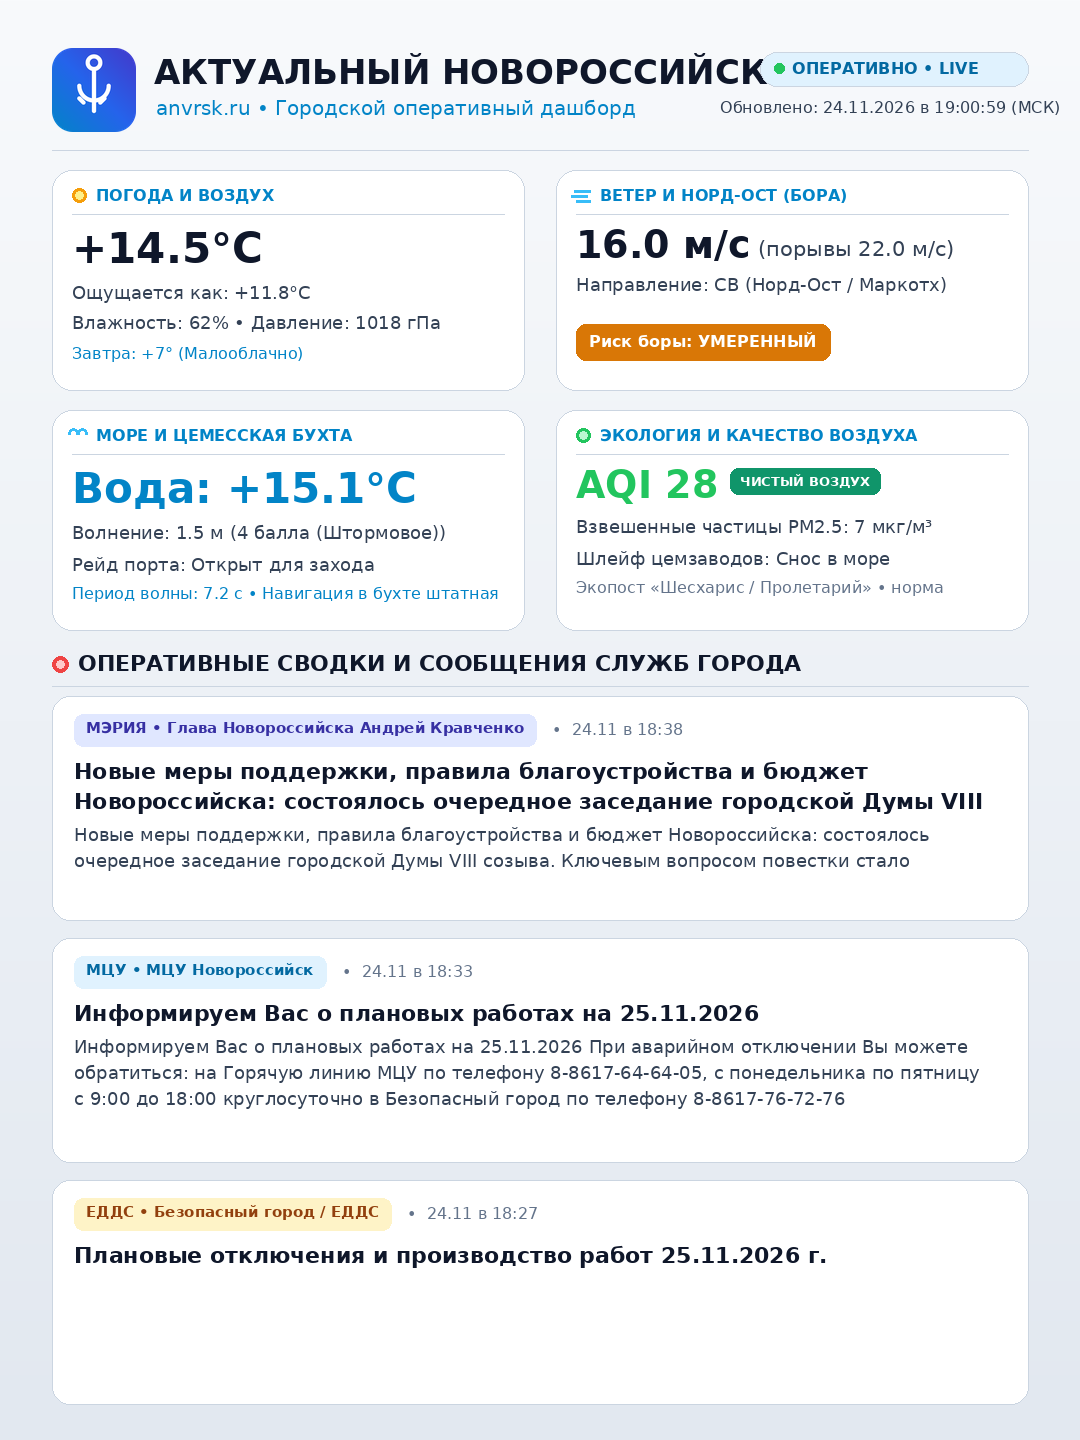 АКТУАЛЬНЫЙ НОВОРОССИЙСК
ОПЕРАТИВНО • LIVE
anvrsk.ru • Городской оперативный дашборд
Обновлено: 24.11.2026 в 19:00:59 (МСК)
ПОГОДА И ВОЗДУХ
+14.5°C
Ощущается как: +11.8°C
Влажность: 62% • Давление: 1018 гПа
Завтра: +7° (Малооблачно)
ВЕТЕР И НОРД-ОСТ (БОРА)
16.0 м/с (порывы 22.0 м/с)
Направление: СВ (Норд-Ост / Маркотх)
Риск боры: УМЕРЕННЫЙ
МОРЕ И ЦЕМЕССКАЯ БУХТА
Вода: +15.1°C
Волнение: 1.5 м (4 балла (Штормовое))
Рейд порта: Открыт для захода
Период волны: 7.2 с • Навигация в бухте штатная
ЭКОЛОГИЯ И КАЧЕСТВО ВОЗДУХА
AQI 28 ЧИСТЫЙ ВОЗДУХ
Взвешенные частицы PM2.5: 7 мкг/м³
Шлейф цемзаводов: Снос в море
Экопост «Шесхарис / Пролетарий» • норма
ОПЕРАТИВНЫЕ СВОДКИ И СООБЩЕНИЯ СЛУЖБ ГОРОДА
МЭРИЯ • Глава Новороссийска Андрей Кравченко • 24.11 в 18:38
Новые меры поддержки, правила благоустройства и бюджет
Новороссийска: состоялось очередное заседание городской Думы VIII
Новые меры поддержки, правила благоустройства и бюджет Новороссийска: состоялось
очередное заседание городской Думы VIII созыва. Ключевым вопросом повестки стало
МЦУ • МЦУ Новороссийск • 24.11 в 18:33
Информируем Вас о плановых работах на 25.11.2026
Информируем Вас о плановых работах на 25.11.2026 При аварийном отключении Вы можете
обратиться: на Горячую линию МЦУ по телефону 8-8617-64-64-05, с понедельника по пятницу
с 9:00 до 18:00 круглосуточно в Безопасный город по телефону 8-8617-76-72-76
ЕДДС • Безопасный город / ЕДДС • 24.11 в 18:27
Плановые отключения и производство работ 25.11.2026 г.